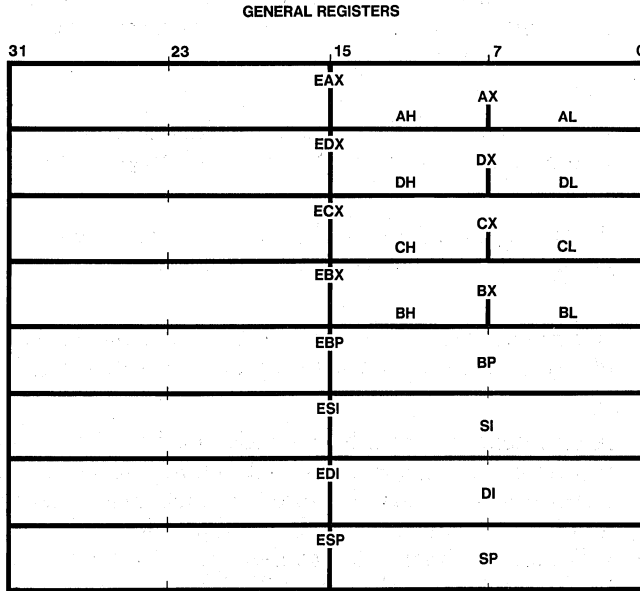 GENERAL REGISTERS
31 23 15 7 0
EAX
AX
AH AL
EDX
DX
DH DL
ECX
CX
CH CL
EBX
BX
BH BL
EBP
BP
ESI
SI
EDI
DI
ESP
SP